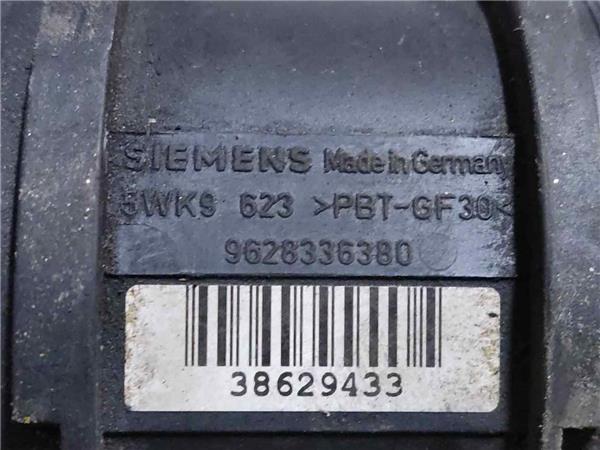 SIEMENS Made in Germany
5WK9 623 >PBT-GF30<
9628336380
38629433